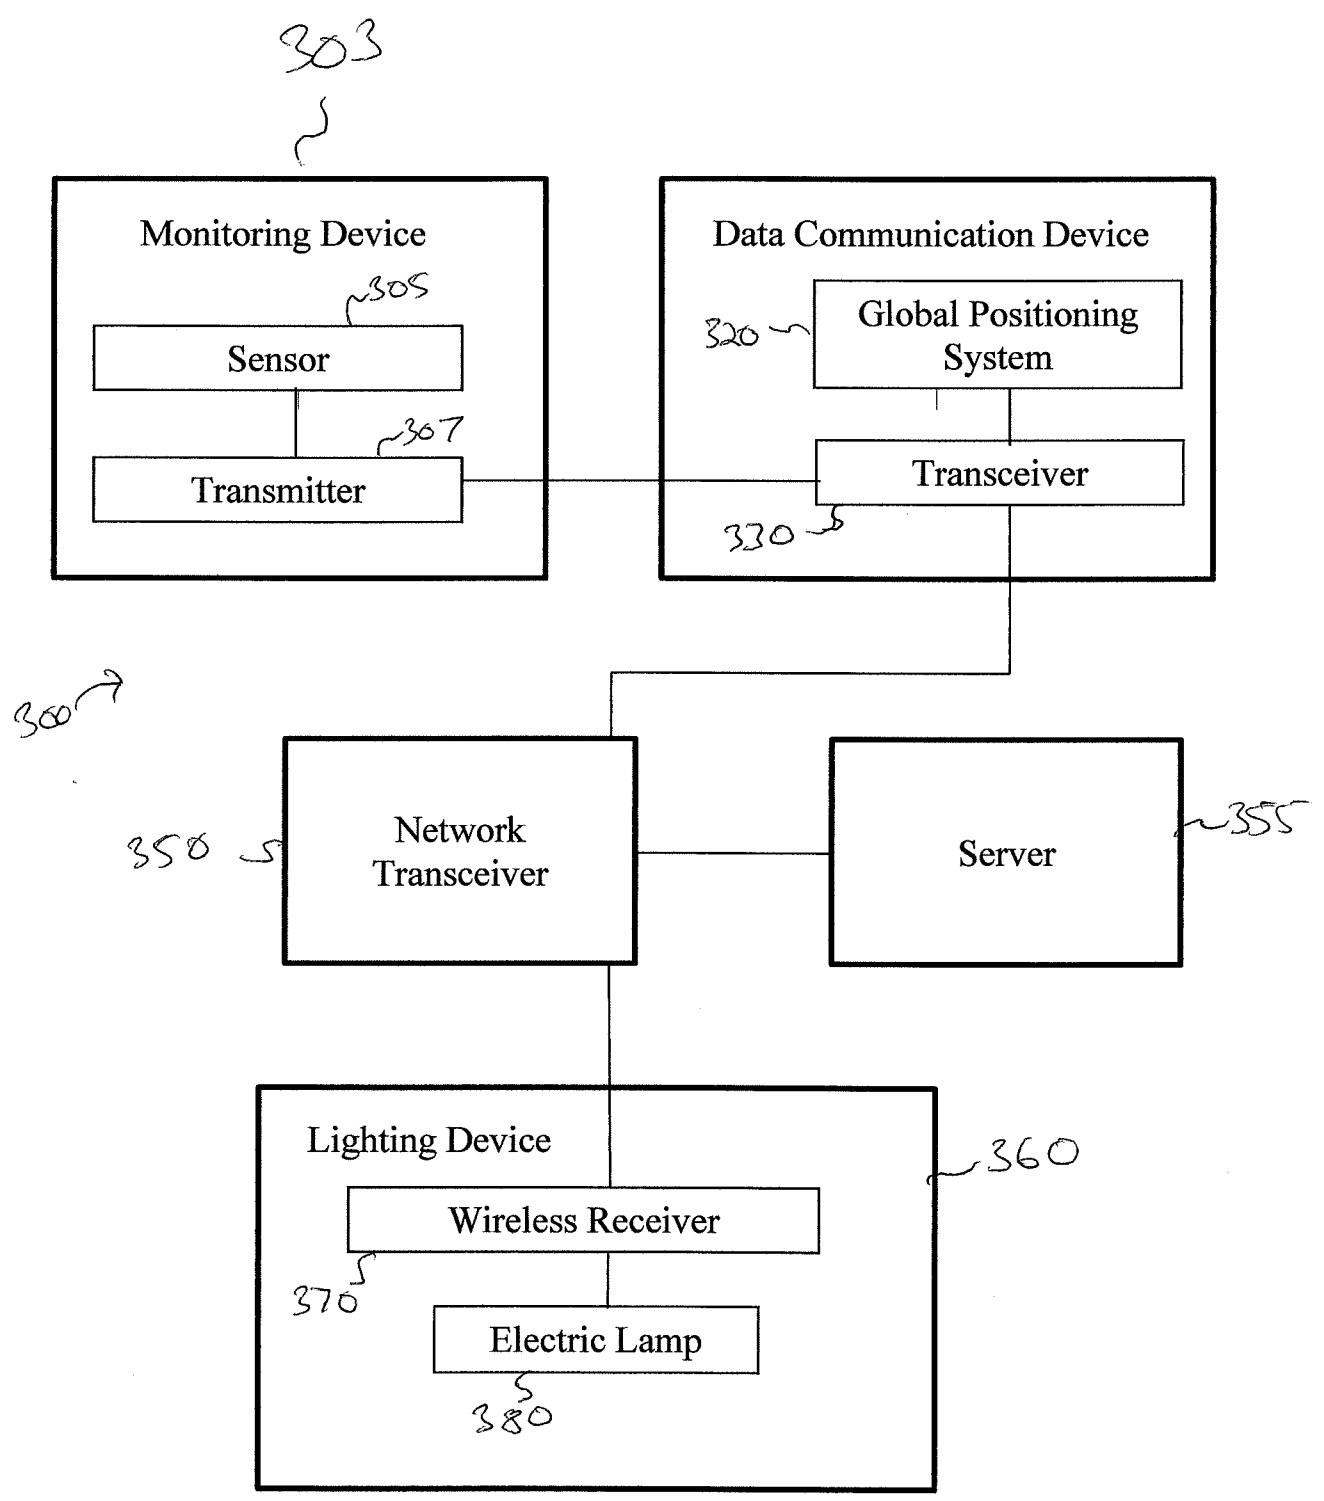 303
Monitoring Device
305
Sensor
307
Transmitter
Data Communication Device
320
Global Positioning
System
Transceiver
330
300
350
Network
Transceiver
Server
355
Lighting Device
360
Wireless Receiver
370
Electric Lamp
380